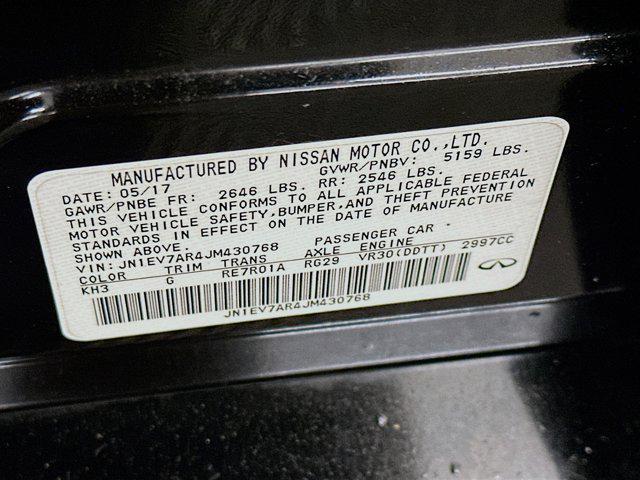 MANUFACTURED BY NISSAN MOTOR CO.,LTD.
DATE: 05/17 GVWR/PNBV: 5159 LBS.
GAWR/PNBE FR: 2646 LBS. RR: 2546 LBS.
THIS VEHICLE CONFORMS TO ALL APPLICABLE FEDERAL
MOTOR VEHICLE SAFETY,BUMPER,AND THEFT PREVENTION
STANDARDS IN EFFECT ON THE DATE OF MANUFACTURE
SHOWN ABOVE.
VIN: JN1EV7AR4JM430768 PASSENGER CAR
COLOR TRIM TRANS AXLE ENGINE 2997CC
KH3 G RE7R01A RG29 VR30(DDTT)
JN1EV7AR4JM430768